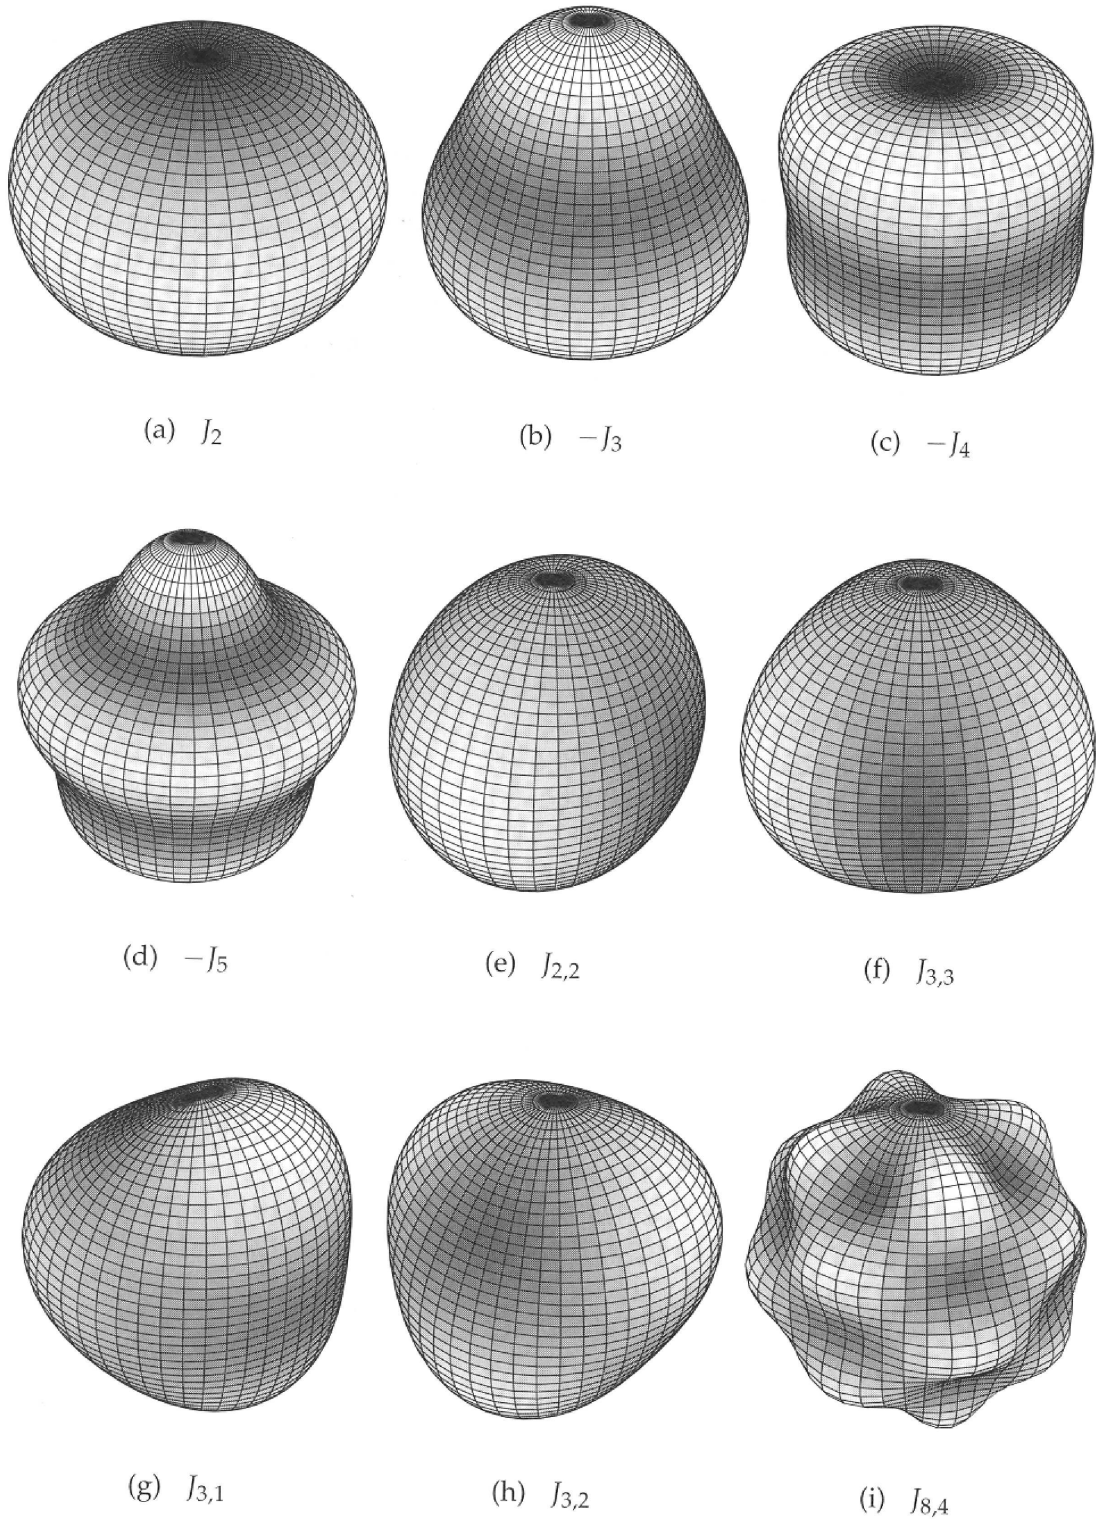 (a) J₂
(b) −J₃
(c) −J₄
(d) −J₅
(e) J₂,₂
(f) J₃,₃
(g) J₃,₁
(h) J₃,₂
(i) J₈,₄